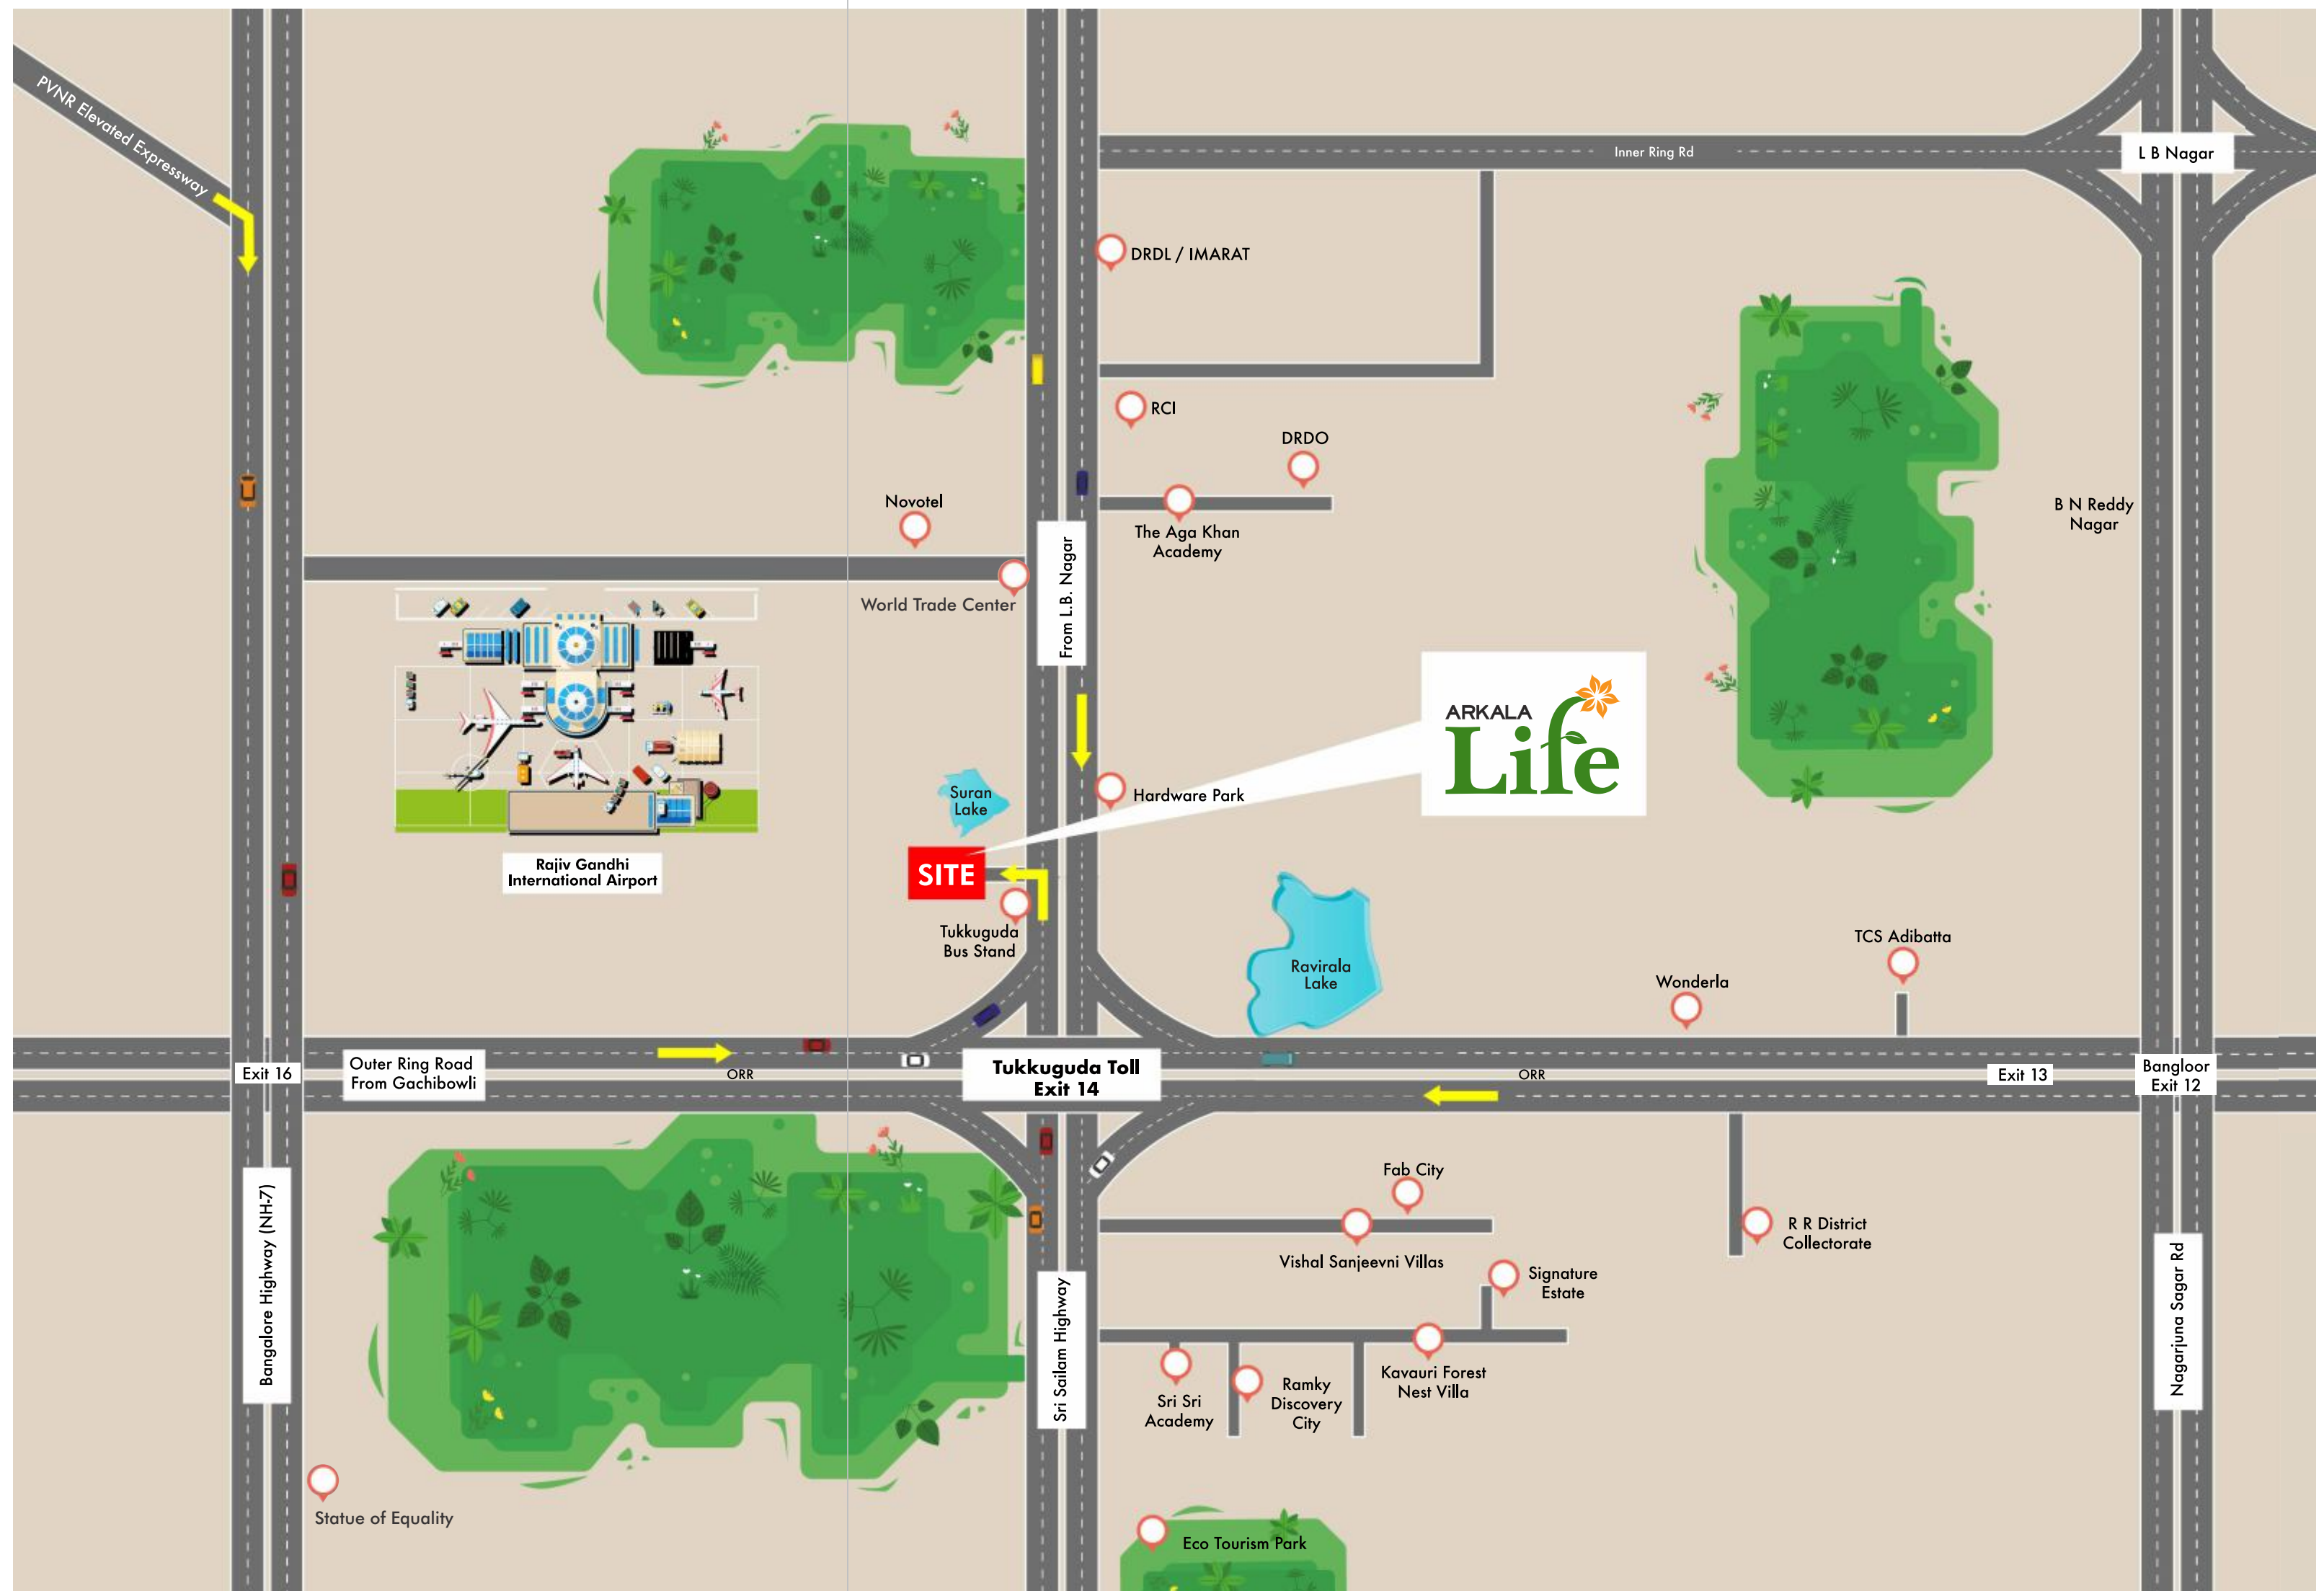 PVNR Elevated Expressway
Inner Ring Rd
L B Nagar
DRDL / IMARAT
RCI
DRDO
The Aga Khan
Academy
B N Reddy
Nagar
Novotel
World Trade Center
From L.B. Nagar
ARKALA
Life
Suran
Lake
Hardware Park
Rajiv Gandhi
International Airport
SITE
Tukkuguda
Bus Stand
Ravirala
Lake
TCS Adibatta
Wonderla
Exit 16
Outer Ring Road
From Gachibowli
ORR
Tukkuguda Toll
Exit 14
ORR
Exit 13
Bangloor
Exit 12
Bangalore Highway (NH-7)
Fab City
Vishal Sanjeevni Villas
R R District
Collectorate
Signature
Estate
Sri Sailam Highway
Nagarjuna Sagar Rd
Kavauri Forest
Nest Villa
Sri Sri
Academy
Ramky
Discovery
City
Statue of Equality
Eco Tourism Park